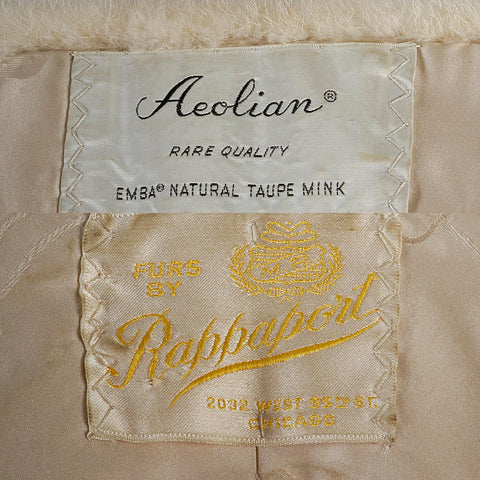 Aeolian®
RARE QUALITY
EMBA® NATURAL TAUPE MINK
FURS
BY
Rappaport
2032 WEST 95TH ST.
CHICAGO